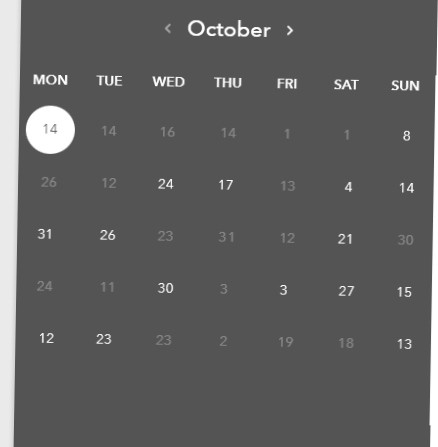 ‹ October ›
MON TUE WED THU FRI SAT SUN
14 14 16 14 1 1 8
26 12 24 17 13 4 14
31 26 23 31 12 21 30
24 11 30 3 3 27 15
12 23 23 2 19 18 13